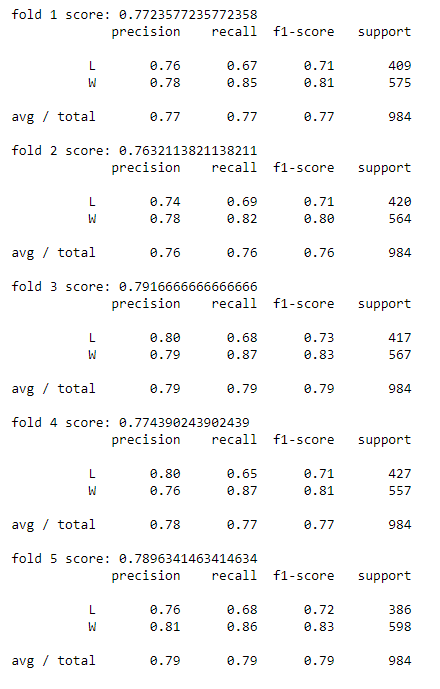 fold 1 score: 0.7723577235772358
precision recall f1-score support
L 0.76 0.67 0.71 409
W 0.78 0.85 0.81 575
avg / total 0.77 0.77 0.77 984
fold 2 score: 0.7632113821138211
precision recall f1-score support
L 0.74 0.69 0.71 420
W 0.78 0.82 0.80 564
avg / total 0.76 0.76 0.76 984
fold 3 score: 0.7916666666666666
precision recall f1-score support
L 0.80 0.68 0.73 417
W 0.79 0.87 0.83 567
avg / total 0.79 0.79 0.79 984
fold 4 score: 0.774390243902439
precision recall f1-score support
L 0.80 0.65 0.71 427
W 0.76 0.87 0.81 557
avg / total 0.78 0.77 0.77 984
fold 5 score: 0.7896341463414634
precision recall f1-score support
L 0.76 0.68 0.72 386
W 0.81 0.86 0.83 598
avg / total 0.79 0.79 0.79 984